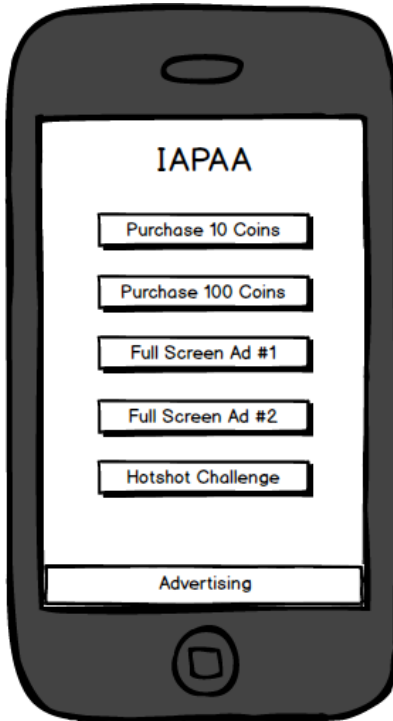 IAPAA
Purchase 10 Coins
Purchase 100 Coins
Full Screen Ad #1
Full Screen Ad #2
Hotshot Challenge
Advertising